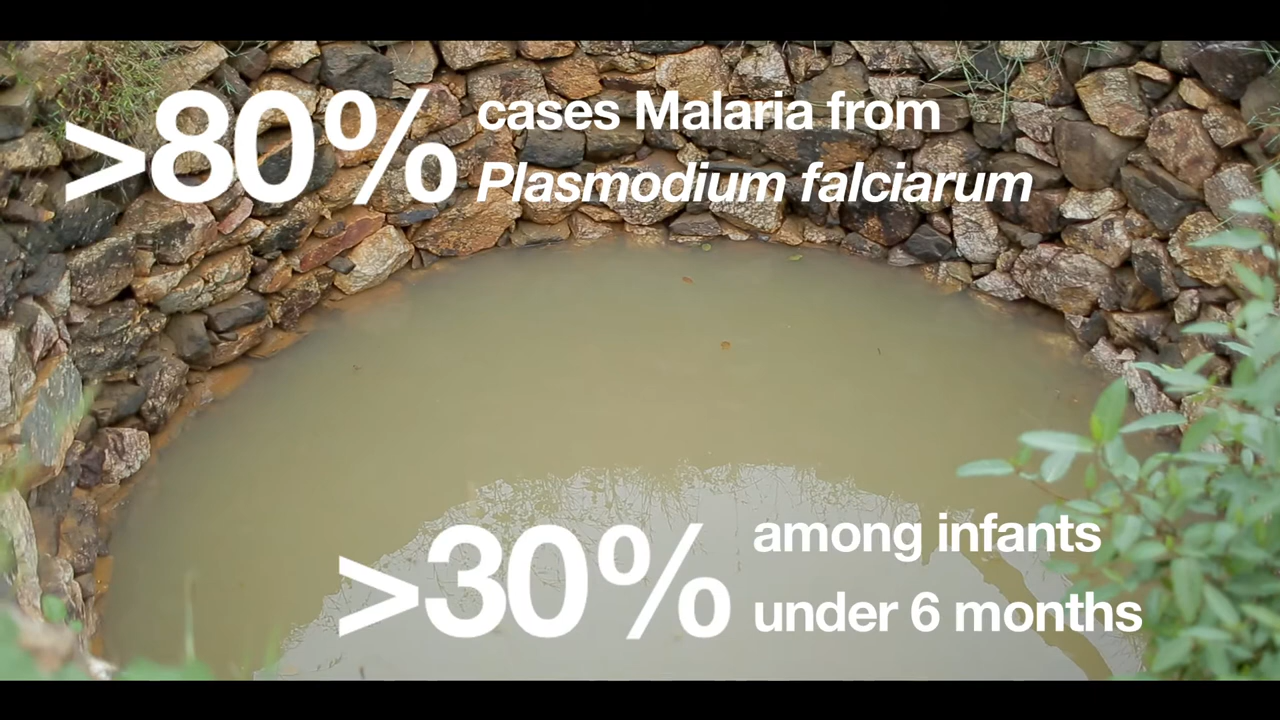 >80% cases Malaria from
Plasmodium falciarum
>30% among infants
under 6 months